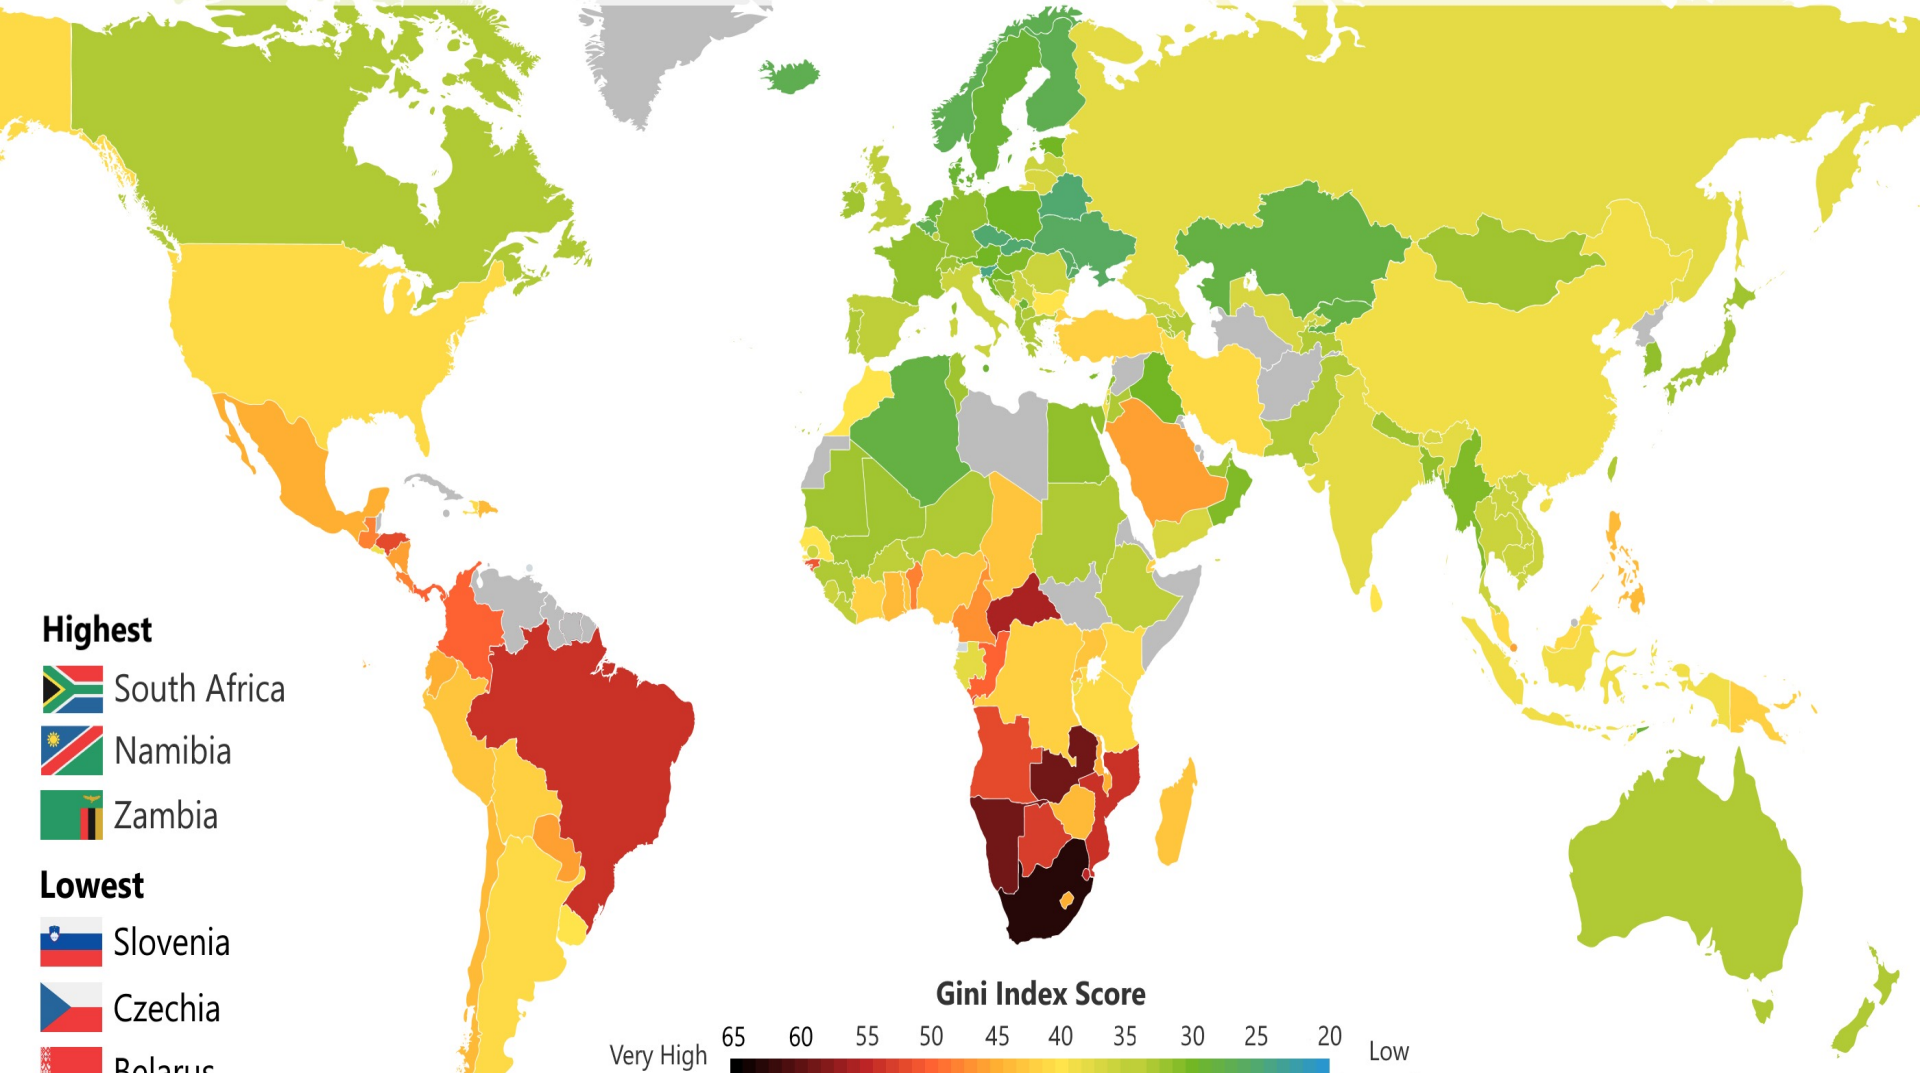 Highest
South Africa
Namibia
Zambia
Lowest
Slovenia
Czechia
Belarus
Gini Index Score
65 60 55 50 45 40 35 30 25 20
Very High
Low